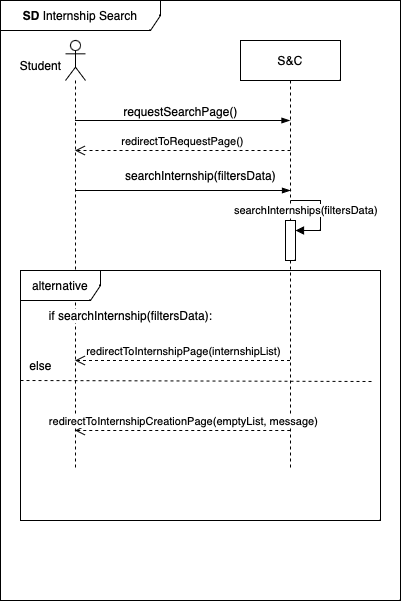 SD Internship Search
Student
S&C
requestSearchPage()
redirectToRequestPage()
searchInternship(filtersData)
searchInternships(filtersData)
alternative
if searchInternship(filtersData):
redirectToInternshipPage(internshipList)
else
redirectToInternshipCreationPage(emptyList, message)